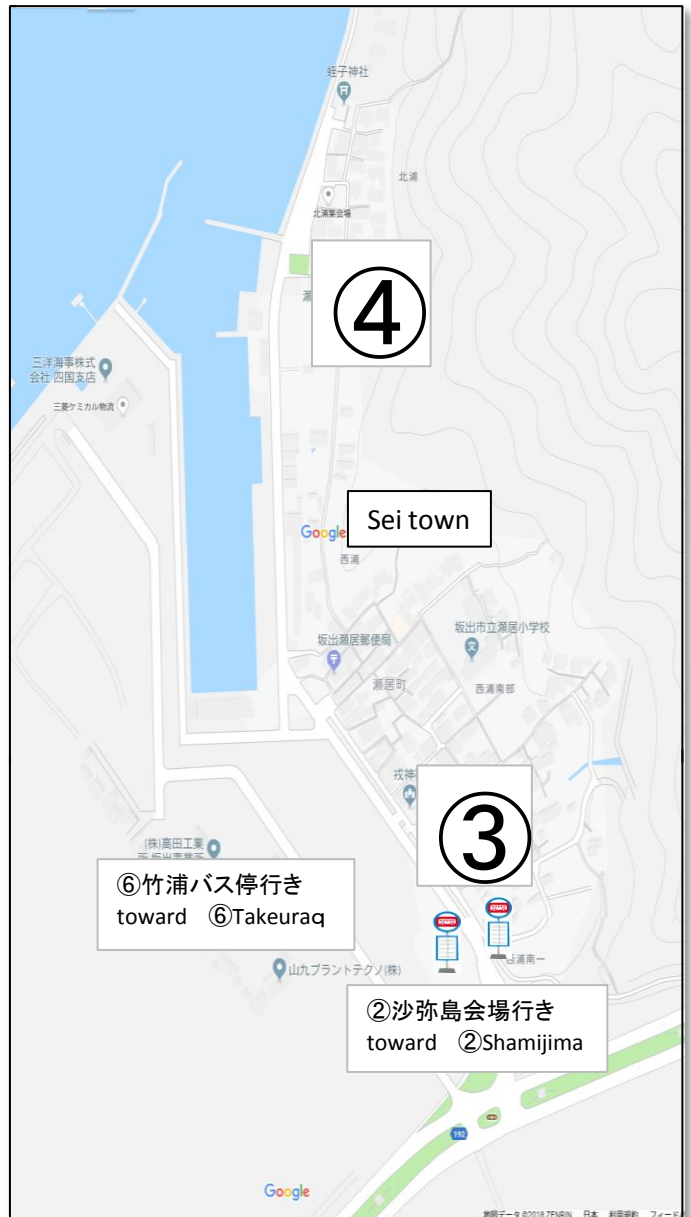 蛭子神社
北浦
北浦集会場
④
三洋海事株式
会社 四国支店
三菱ケミカル物流
Sei town
Google
西浦
坂出瀬居郵便局
坂出市立瀬居小学校
瀬居町
西浦南部
③
(株)高田工業
⑥竹浦バス停行き
toward ⑥Takeuraq
山九プラントテクノ(株)
西浦南一
②沙弥島会場行き
toward ②Shamijima
192
Google
地図データ ©2018 ZENRIN 日本 利用規約